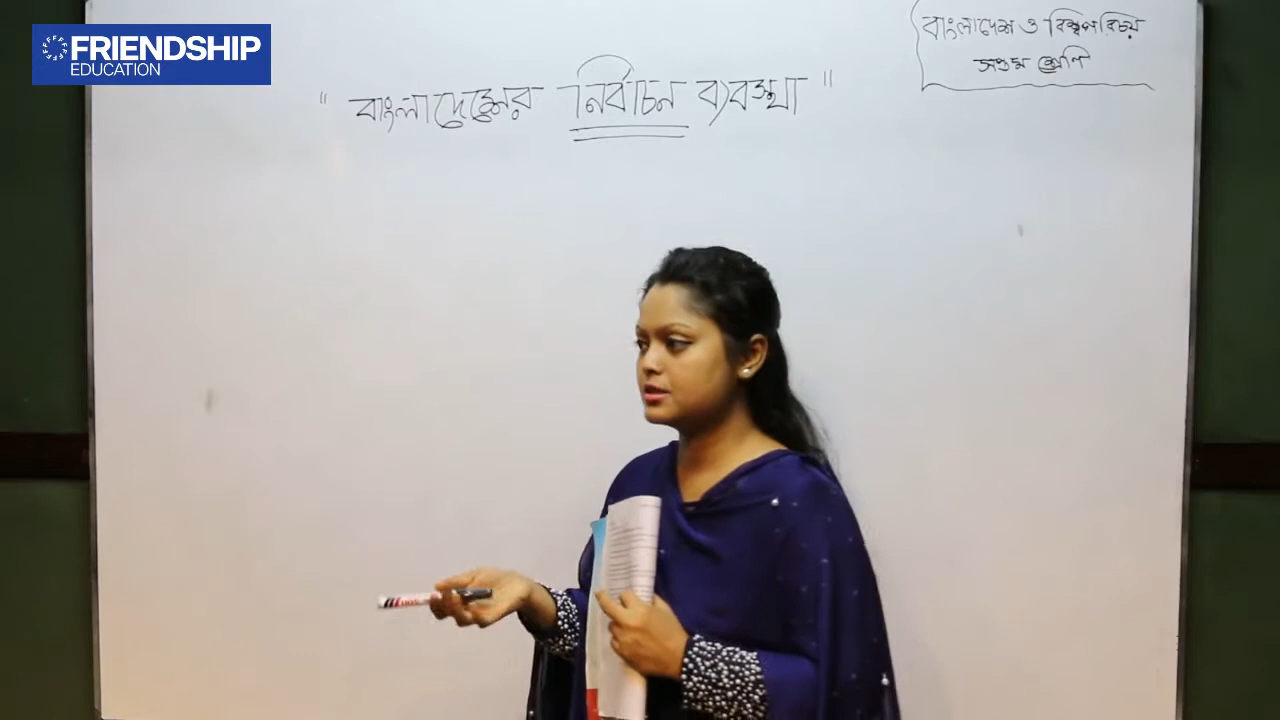 FRIENDSHIP
EDUCATION
বাংলাদেশ ও বিশ্বপরিচয়
সপ্তম শ্রেণি
"বাংলাদেশের নির্বাচন ব্যবস্থা"